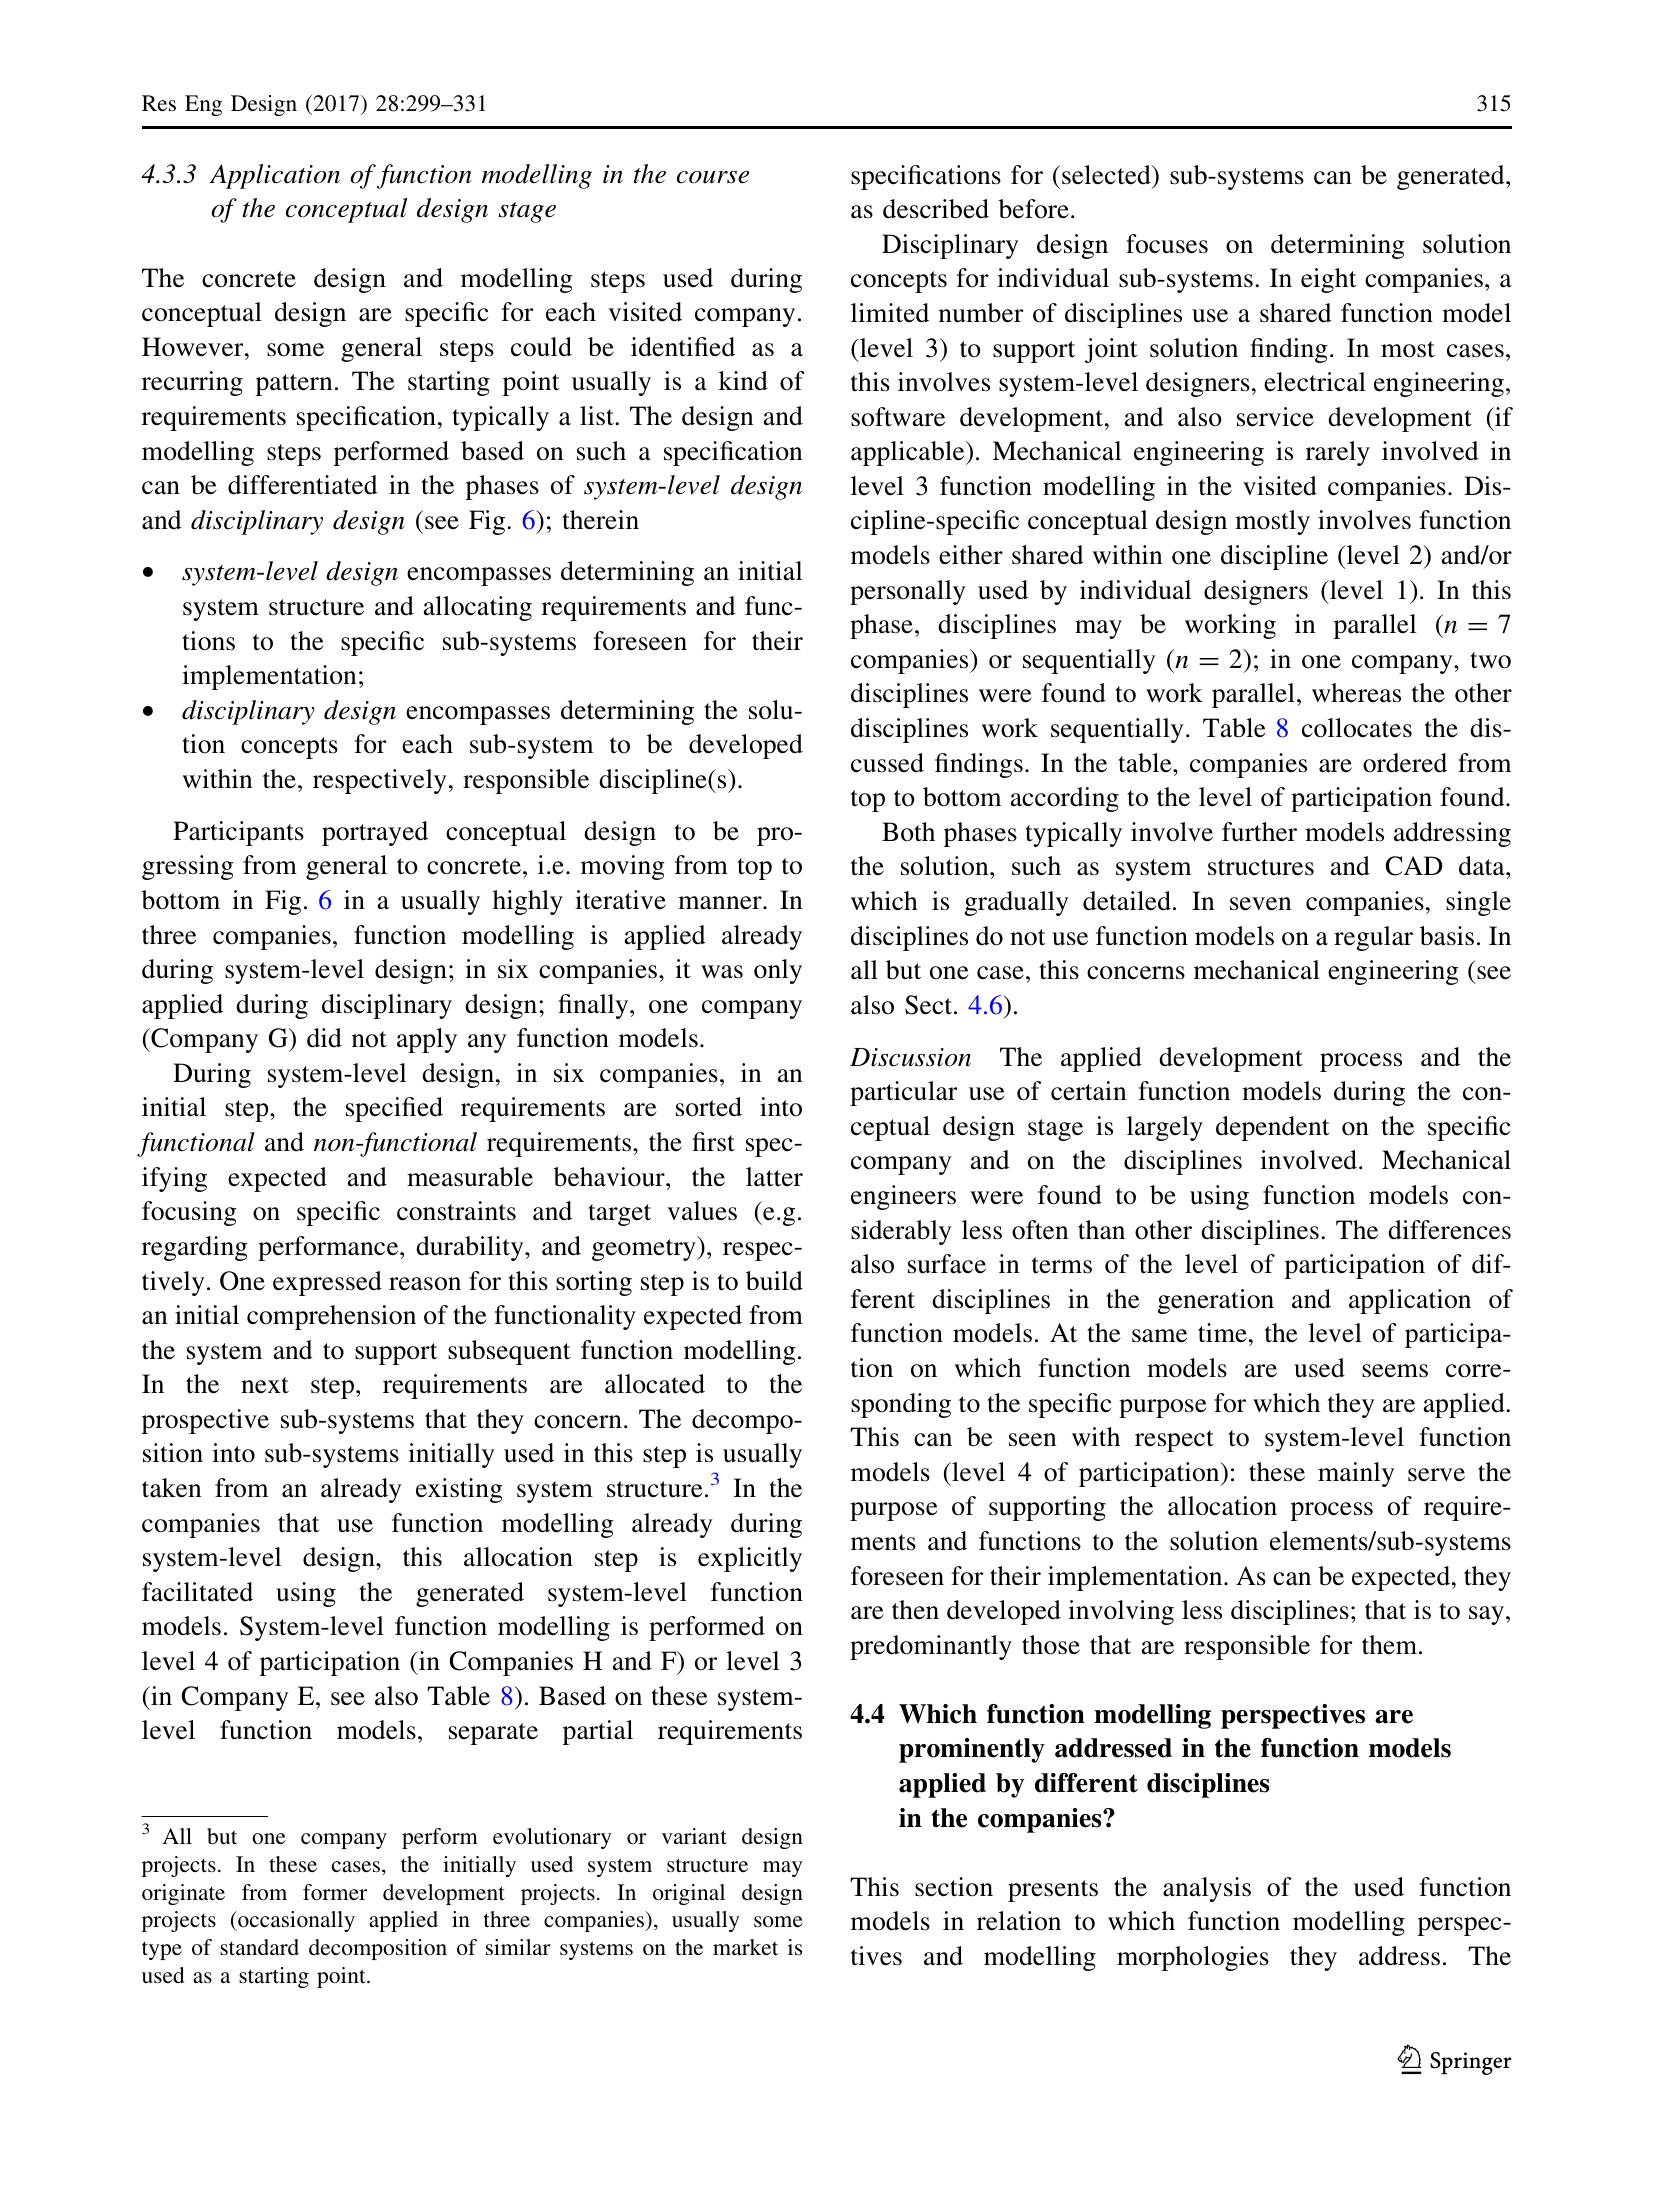 Res Eng Design (2017) 28:299–331
315
4.3.3 Application of function modelling in the course
of the conceptual design stage
The concrete design and modelling steps used during
conceptual design are specific for each visited company.
However, some general steps could be identified as a
recurring pattern. The starting point usually is a kind of
requirements specification, typically a list. The design and
modelling steps performed based on such a specification
can be differentiated in the phases of system-level design
and disciplinary design (see Fig. 6); therein
• system-level design encompasses determining an initial
system structure and allocating requirements and func-
tions to the specific sub-systems foreseen for their
implementation;
• disciplinary design encompasses determining the solu-
tion concepts for each sub-system to be developed
within the, respectively, responsible discipline(s).
Participants portrayed conceptual design to be pro-
gressing from general to concrete, i.e. moving from top to
bottom in Fig. 6 in a usually highly iterative manner. In
three companies, function modelling is applied already
during system-level design; in six companies, it was only
applied during disciplinary design; finally, one company
(Company G) did not apply any function models.
During system-level design, in six companies, in an
initial step, the specified requirements are sorted into
functional and non-functional requirements, the first spec-
ifying expected and measurable behaviour, the latter
focusing on specific constraints and target values (e.g.
regarding performance, durability, and geometry), respec-
tively. One expressed reason for this sorting step is to build
an initial comprehension of the functionality expected from
the system and to support subsequent function modelling.
In the next step, requirements are allocated to the
prospective sub-systems that they concern. The decompo-
sition into sub-systems initially used in this step is usually
taken from an already existing system structure.3 In the
companies that use function modelling already during
system-level design, this allocation step is explicitly
facilitated using the generated system-level function
models. System-level function modelling is performed on
level 4 of participation (in Companies H and F) or level 3
(in Company E, see also Table 8). Based on these system-
level function models, separate partial requirements
3 All but one company perform evolutionary or variant design
projects. In these cases, the initially used system structure may
originate from former development projects. In original design
projects (occasionally applied in three companies), usually some
type of standard decomposition of similar systems on the market is
used as a starting point.
specifications for (selected) sub-systems can be generated,
as described before.
Disciplinary design focuses on determining solution
concepts for individual sub-systems. In eight companies, a
limited number of disciplines use a shared function model
(level 3) to support joint solution finding. In most cases,
this involves system-level designers, electrical engineering,
software development, and also service development (if
applicable). Mechanical engineering is rarely involved in
level 3 function modelling in the visited companies. Dis-
cipline-specific conceptual design mostly involves function
models either shared within one discipline (level 2) and/or
personally used by individual designers (level 1). In this
phase, disciplines may be working in parallel (n = 7
companies) or sequentially (n = 2); in one company, two
disciplines were found to work parallel, whereas the other
disciplines work sequentially. Table 8 collocates the dis-
cussed findings. In the table, companies are ordered from
top to bottom according to the level of participation found.
Both phases typically involve further models addressing
the solution, such as system structures and CAD data,
which is gradually detailed. In seven companies, single
disciplines do not use function models on a regular basis. In
all but one case, this concerns mechanical engineering (see
also Sect. 4.6).
Discussion The applied development process and the
particular use of certain function models during the con-
ceptual design stage is largely dependent on the specific
company and on the disciplines involved. Mechanical
engineers were found to be using function models con-
siderably less often than other disciplines. The differences
also surface in terms of the level of participation of dif-
ferent disciplines in the generation and application of
function models. At the same time, the level of participa-
tion on which function models are used seems corre-
sponding to the specific purpose for which they are applied.
This can be seen with respect to system-level function
models (level 4 of participation): these mainly serve the
purpose of supporting the allocation process of require-
ments and functions to the solution elements/sub-systems
foreseen for their implementation. As can be expected, they
are then developed involving less disciplines; that is to say,
predominantly those that are responsible for them.
4.4 Which function modelling perspectives are
prominently addressed in the function models
applied by different disciplines
in the companies?
This section presents the analysis of the used function
models in relation to which function modelling perspec-
tives and modelling morphologies they address. The
Springer